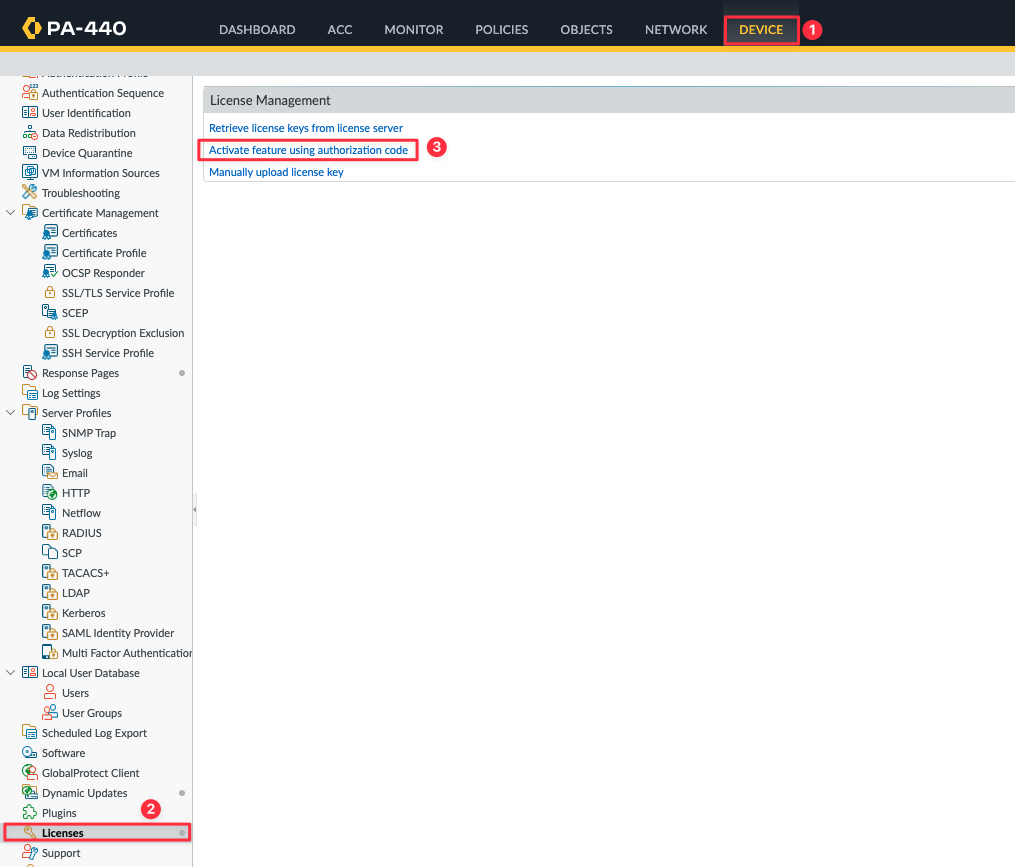 PA-440
DASHBOARD
ACC
MONITOR
POLICIES
OBJECTS
NETWORK
DEVICE
1
Authentication Profile
Authentication Sequence
User Identification
Data Redistribution
Device Quarantine
VM Information Sources
Troubleshooting
Certificate Management
Certificates
Certificate Profile
OCSP Responder
SSL/TLS Service Profile
SCEP
SSL Decryption Exclusion
SSH Service Profile
Response Pages
Log Settings
Server Profiles
SNMP Trap
Syslog
Email
HTTP
Netflow
RADIUS
SCP
TACACS+
LDAP
Kerberos
SAML Identity Provider
Multi Factor Authentication
Local User Database
Users
User Groups
Scheduled Log Export
Software
GlobalProtect Client
Dynamic Updates
Plugins
2
Licenses
Support
License Management
Retrieve license keys from license server
Activate feature using authorization code
3
Manually upload license key